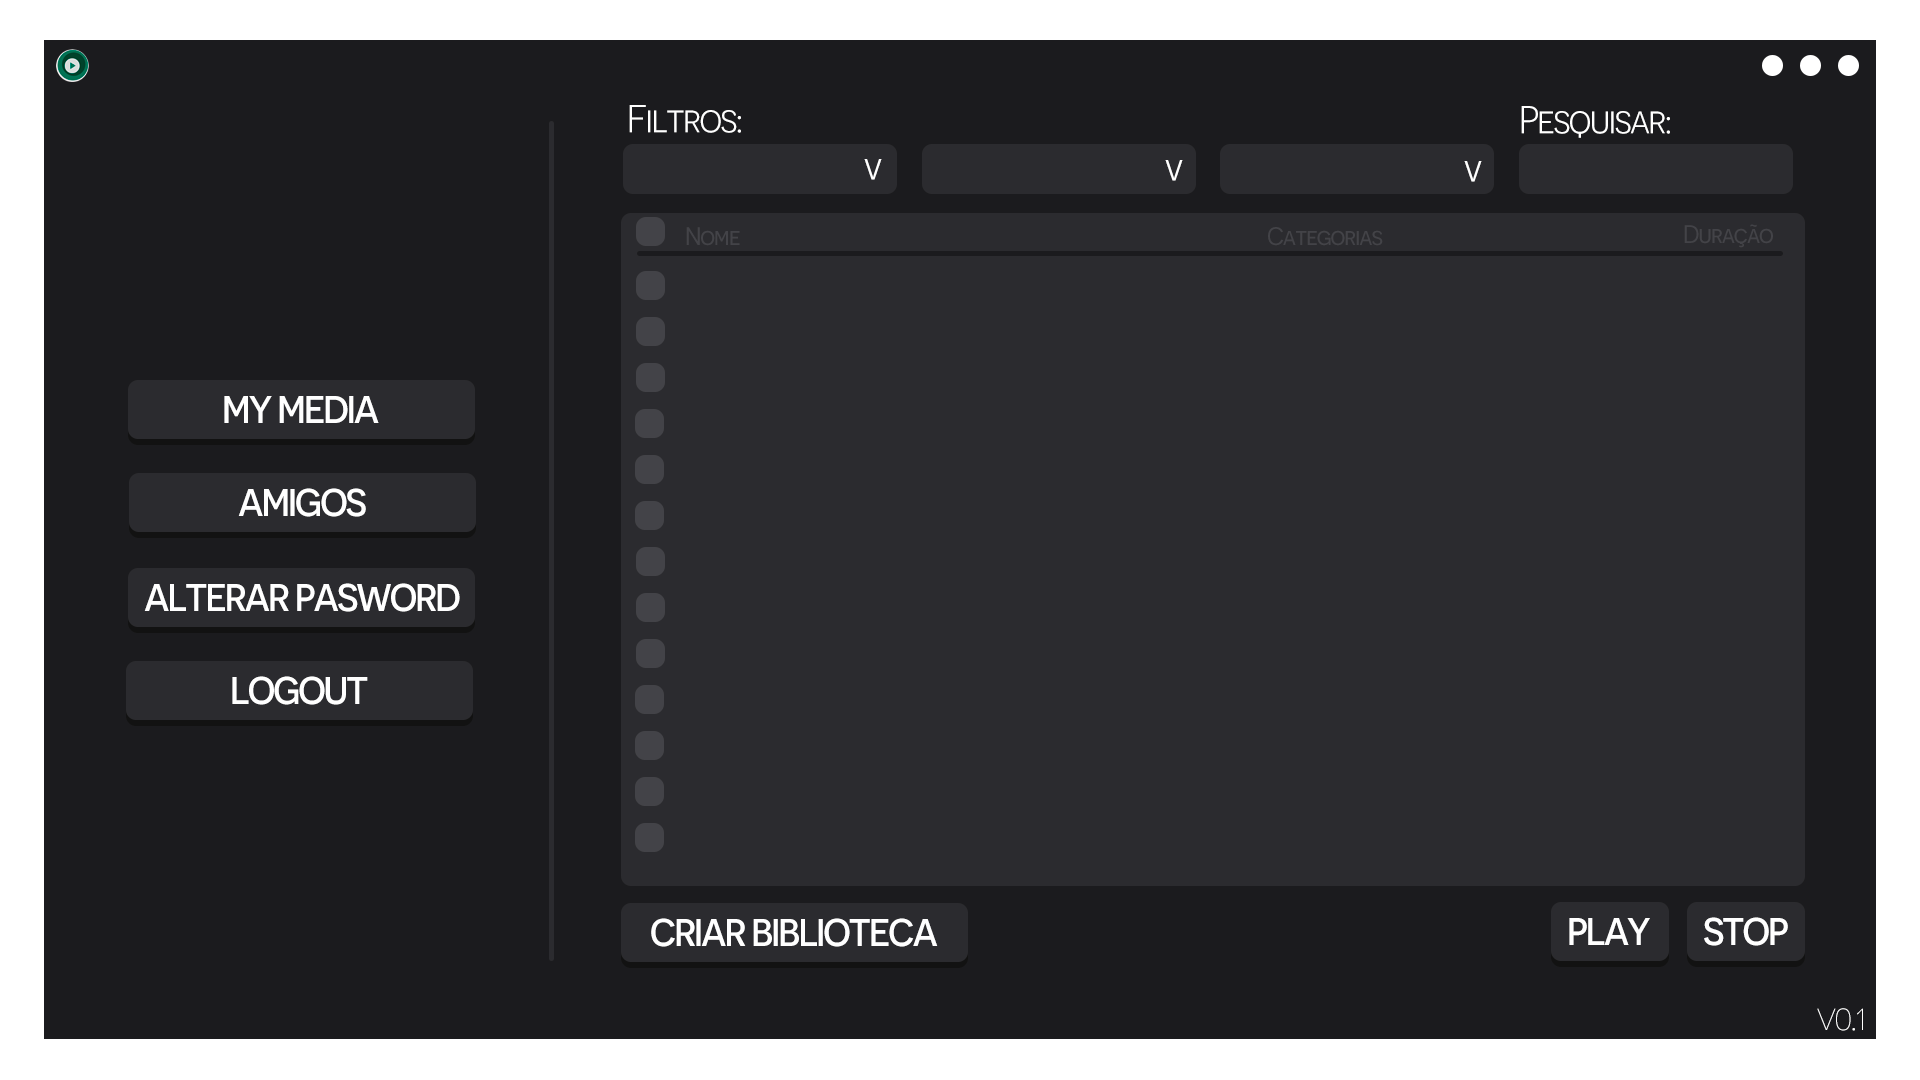 FILTROS:
PESQUISAR:
V
V
V
NOME
CATEGORIAS
DURAÇÃO
MY MEDIA
AMIGOS
ALTERAR PASWORD
LOGOUT
CRIAR BIBLIOTECA
PLAY
STOP
V0.1